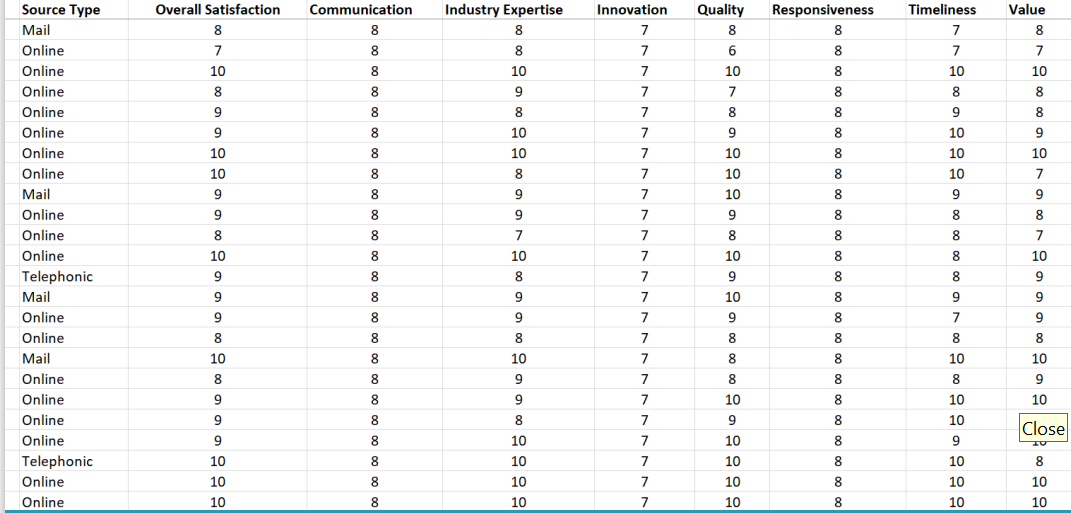 Source Type Overall Satisfaction Communication Industry Expertise Innovation Quality Responsiveness Timeliness Value
Mail 8 8 8 7 8 8 7 8
Online 7 8 8 7 6 8 7 7
Online 10 8 10 7 10 8 10 10
Online 8 8 9 7 7 8 8 8
Online 9 8 8 7 8 8 9 8
Online 9 8 10 7 9 8 10 9
Online 10 8 10 7 10 8 10 10
Online 10 8 8 7 10 8 10 7
Mail 9 8 9 7 10 8 9 9
Online 9 8 9 7 9 8 8 8
Online 8 8 7 7 8 8 8 7
Online 10 8 10 7 10 8 8 10
Telephonic 9 8 8 7 9 8 8 9
Mail 9 8 9 7 10 8 9 9
Online 9 8 9 7 9 8 7 9
Online 8 8 8 7 8 8 8 8
Mail 10 8 10 7 8 8 10 10
Online 8 8 9 7 8 8 8 9
Online 9 8 9 7 10 8 10 10
Online 9 8 8 7 9 8 10
Close
Online 9 8 10 7 10 8 9
Telephonic 10 8 10 7 10 8 10 8
Online 10 8 10 7 10 8 10 10
Online 10 8 10 7 10 8 10 10